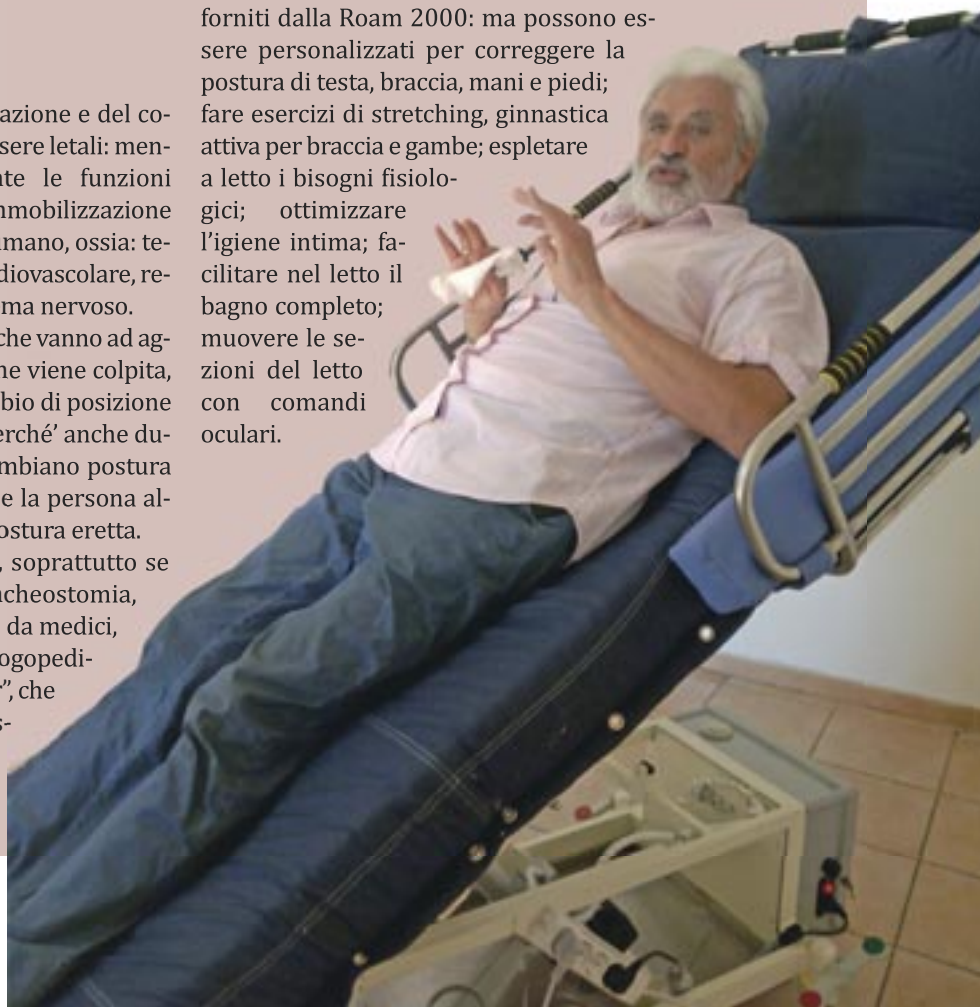 azione e del co-
sere letali: men-
te le funzioni
mmobilizzazione
mano, ossia: te-
diovascolare, re-
ma nervoso.
che vanno ad ag-
ne viene colpita,
bio di posizione
erché’ anche du-
mbiano postura
e la persona al-
ostura eretta.
, soprattutto se
cheostomia,
da medici,
ogopedi-
”, che
s-
forniti dalla Roam 2000: ma possono es-
sere personalizzati per correggere la
postura di testa, braccia, mani e piedi;
fare esercizi di stretching, ginnastica
attiva per braccia e gambe; espletare
a letto i bisogni fisiolo-
gici; ottimizzare
l’igiene intima; fa-
cilitare nel letto il
bagno completo;
muovere le se-
zioni del letto
con comandi
oculari.